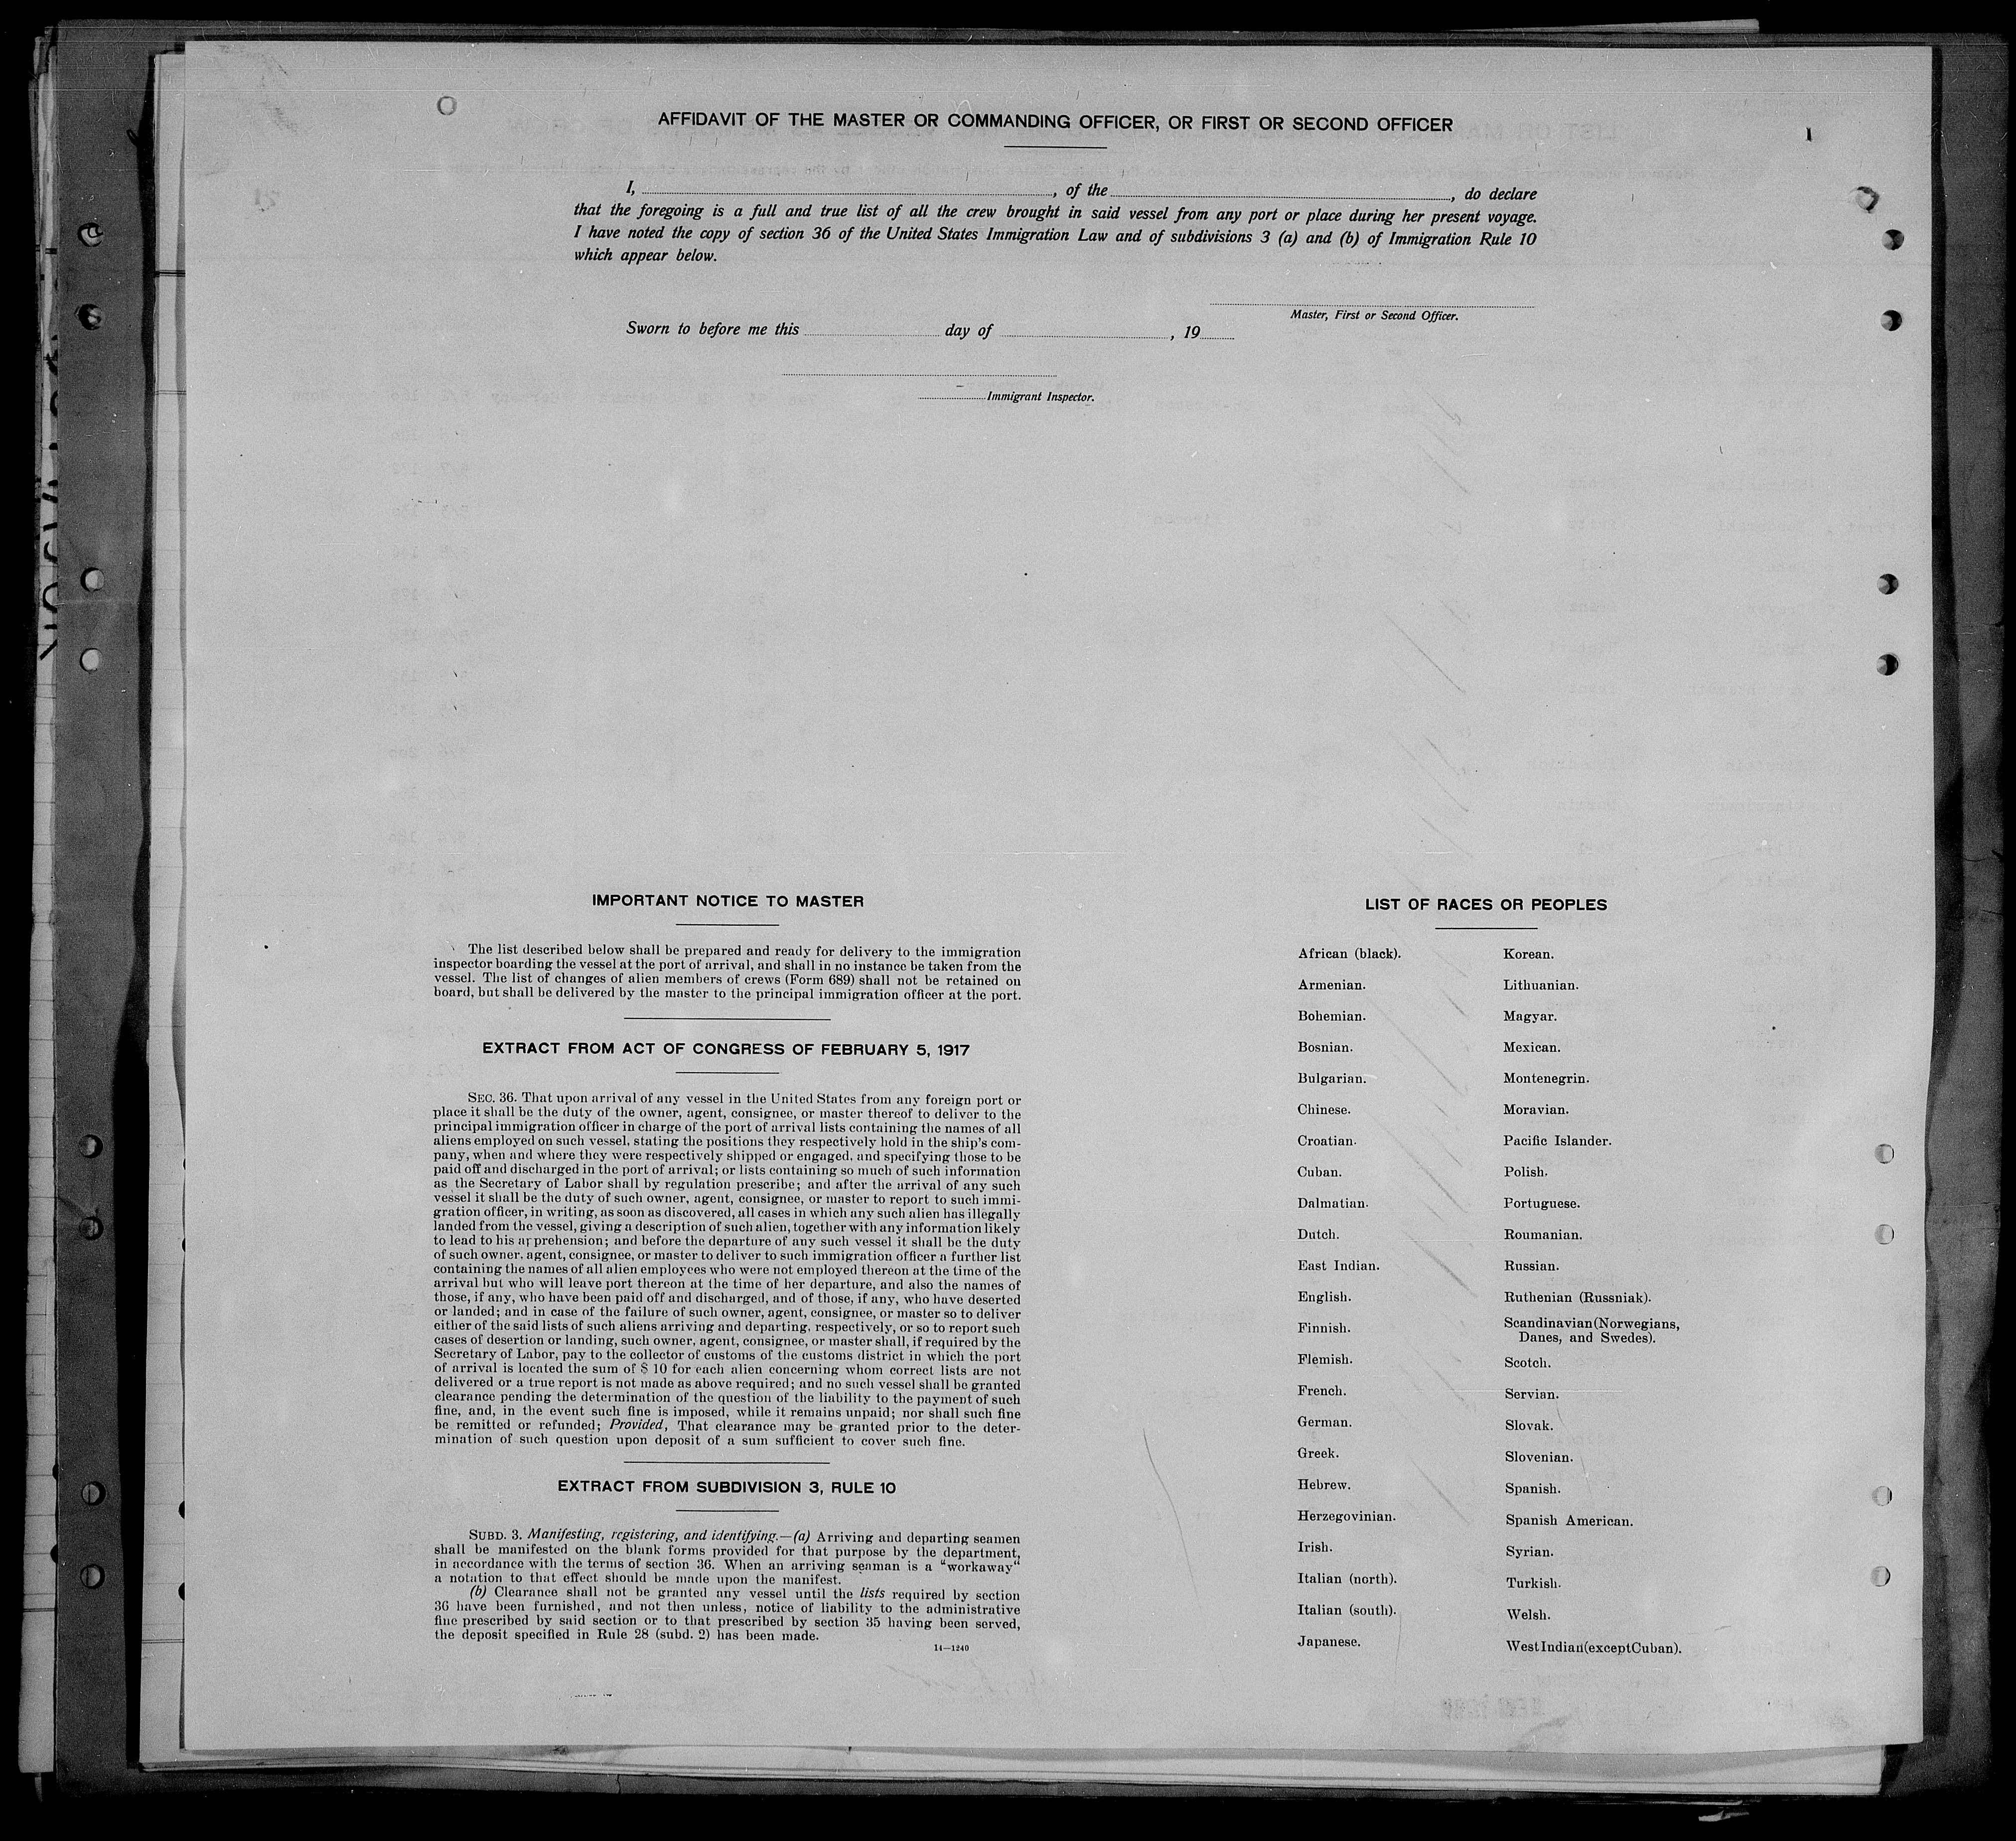 AFFIDAVIT OF THE MASTER OR COMMANDING OFFICER, OR FIRST OR SECOND OFFICER
I, , of the , do declare
that the foregoing is a full and true list of all the crew brought in said vessel from any port or place during her present voyage.
I have noted the copy of section 36 of the United States Immigration Law and of subdivisions 3 (a) and (b) of Immigration Rule 10
which appear below.
Master, First or Second Officer.
Sworn to before me this day of , 19
Immigrant Inspector.
IMPORTANT NOTICE TO MASTER
The list described below shall be prepared and ready for delivery to the immigration
inspector boarding the vessel at the port of arrival, and shall in no instance be taken from the
vessel. The list of changes of alien members of crews (Form 689) shall not be retained on
board, but shall be delivered by the master to the principal immigration officer at the port.
EXTRACT FROM ACT OF CONGRESS OF FEBRUARY 5, 1917
SEC. 36. That upon arrival of any vessel in the United States from any foreign port or
place it shall be the duty of the owner, agent, consignee, or master thereof to deliver to the
principal immigration officer in charge of the port of arrival lists containing the names of all
aliens employed on such vessel, stating the positions they respectively hold in the ship's com-
pany, when and where they were respectively shipped or engaged, and specifying those to be
paid off and discharged in the port of arrival; or lists containing so much of such information
as the Secretary of Labor shall by regulation prescribe; and after the arrival of any such
vessel it shall be the duty of such owner, agent, consignee, or master to report to such immi-
gration officer, in writing, as soon as discovered, all cases in which any such alien has illegally
landed from the vessel, giving a description of such alien, together with any information likely
to lead to his apprehension; and before the departure of any such vessel it shall be the duty
of such owner, agent, consignee, or master to deliver to such immigration officer a further list
containing the names of all alien employees who were not employed thereon at the time of the
arrival but who will leave port thereon at the time of her departure, and also the names of
those, if any, who have been paid off and discharged, and of those, if any, who have deserted
or landed; and in case of the failure of such owner, agent, consignee, or master so to deliver
either of the said lists of such aliens arriving and departing, respectively, or so to report such
cases of desertion or landing, such owner, agent, consignee, or master shall, if required by the
Secretary of Labor, pay to the collector of customs of the customs district in which the port
of arrival is located the sum of $ 10 for each alien concerning whom correct lists are not
delivered or a true report is not made as above required; and no such vessel shall be granted
clearance pending the determination of the question of the liability to the payment of such
fine, and, in the event such fine is imposed, while it remains unpaid; nor shall such fine
be remitted or refunded; Provided, That clearance may be granted prior to the deter-
mination of such question upon deposit of a sum sufficient to cover such fine.
EXTRACT FROM SUBDIVISION 3, RULE 10
SUBD. 3. Manifesting, registering, and identifying.—(a) Arriving and departing seamen
shall be manifested on the blank forms provided for that purpose by the department,
in accordance with the terms of section 36. When an arriving seaman is a "workaway"
a notation to that effect should be made upon the manifest.
(b) Clearance shall not be granted any vessel until the lists required by section
36 have been furnished, and not then unless, notice of liability to the administrative
fine prescribed by said section or to that prescribed by section 35 having been served,
the deposit specified in Rule 28 (subd. 2) has been made.
14—1240
LIST OF RACES OR PEOPLES
African (black).
Armenian.
Bohemian.
Bosnian.
Bulgarian.
Chinese.
Croatian.
Cuban.
Dalmatian.
Dutch.
East Indian.
English.
Finnish.
Flemish.
French.
German.
Greek.
Hebrew.
Herzegovinian.
Irish.
Italian (north).
Italian (south).
Japanese.
Korean.
Lithuanian.
Magyar.
Mexican.
Montenegrin.
Moravian.
Pacific Islander.
Polish.
Portuguese.
Roumanian.
Russian.
Ruthenian (Russniak).
Scandinavian (Norwegians,
Danes, and Swedes).
Scotch.
Servian.
Slovak.
Slovenian.
Spanish.
Spanish American.
Syrian.
Turkish.
Welsh.
West Indian (except Cuban).